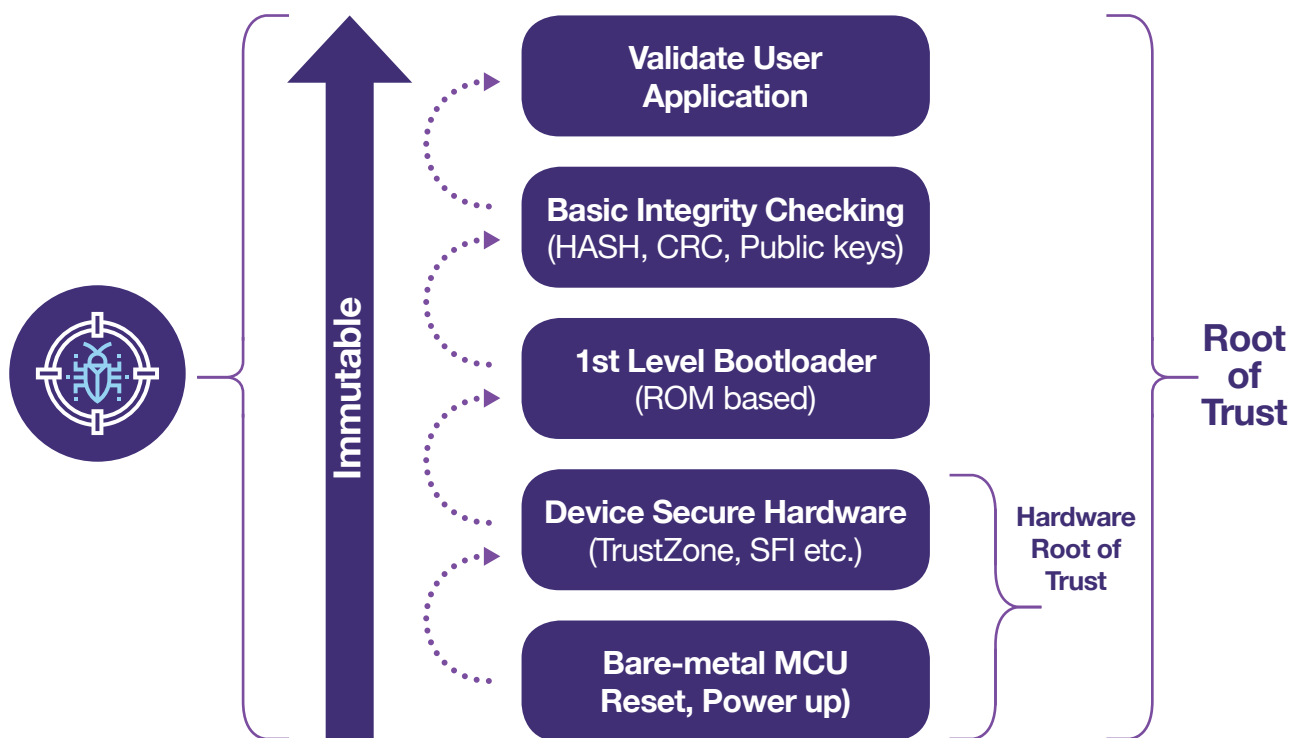 Immutable
Validate User
Application
Basic Integrity Checking
(HASH, CRC, Public keys)
1st Level Bootloader
(ROM based)
Device Secure Hardware
(TrustZone, SFI etc.)
Bare-metal MCU
Reset, Power up)
Hardware
Root of
Trust
Root
of
Trust